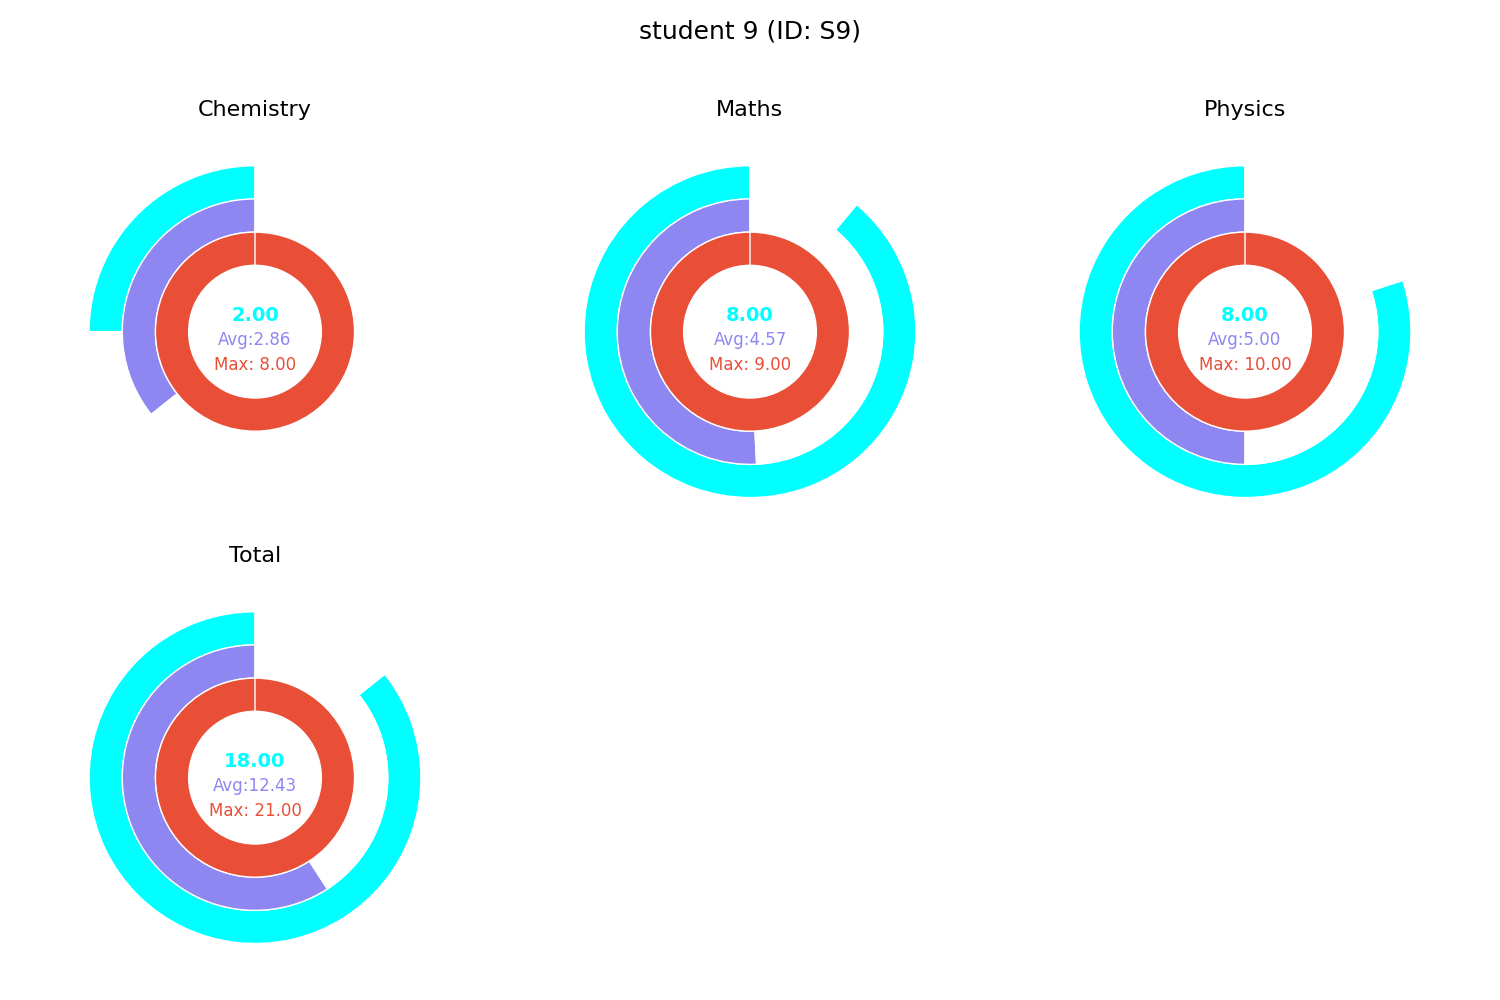 student 9 (ID: S9)
Chemistry
2.00
Avg:2.86
Max: 8.00
Maths
8.00
Avg:4.57
Max: 9.00
Physics
8.00
Avg:5.00
Max: 10.00
Total
18.00
Avg:12.43
Max: 21.00